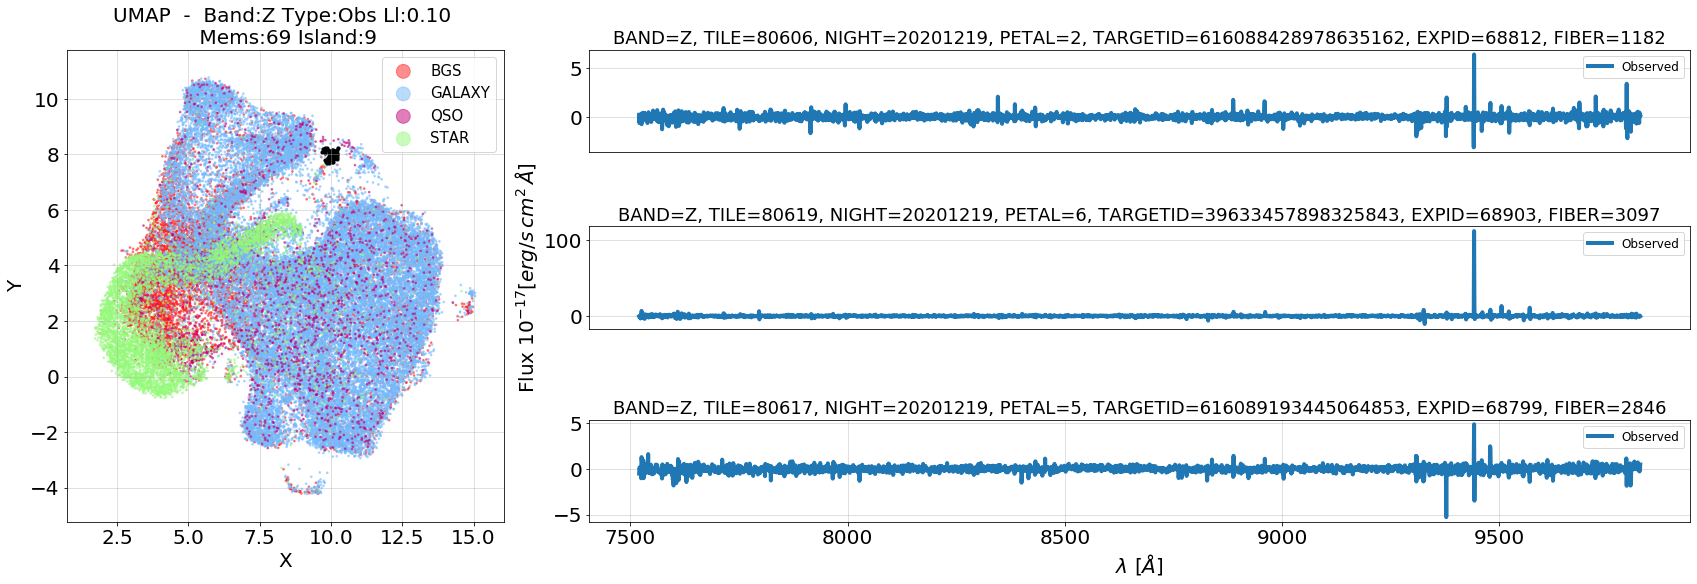 UMAP - Band:Z Type:Obs Ll:0.10
Mems:69 Island:9
BGS
GALAXY
QSO
STAR
10
8
6
4
2
0
−2
−4
Y
2.5 5.0 7.5 10.0 12.5 15.0
X
BAND=Z, TILE=80606, NIGHT=20201219, PETAL=2, TARGETID=616088428978635162, EXPID=68812, FIBER=1182
Observed
5
0
BAND=Z, TILE=80619, NIGHT=20201219, PETAL=6, TARGETID=39633457898325843, EXPID=68903, FIBER=3097
Observed
100
0
Flux 10⁻¹⁷[erg/s cm² Å]
BAND=Z, TILE=80617, NIGHT=20201219, PETAL=5, TARGETID=616089193445064853, EXPID=68799, FIBER=2846
Observed
5
0
−5
7500 8000 8500 9000 9500
λ [Å]